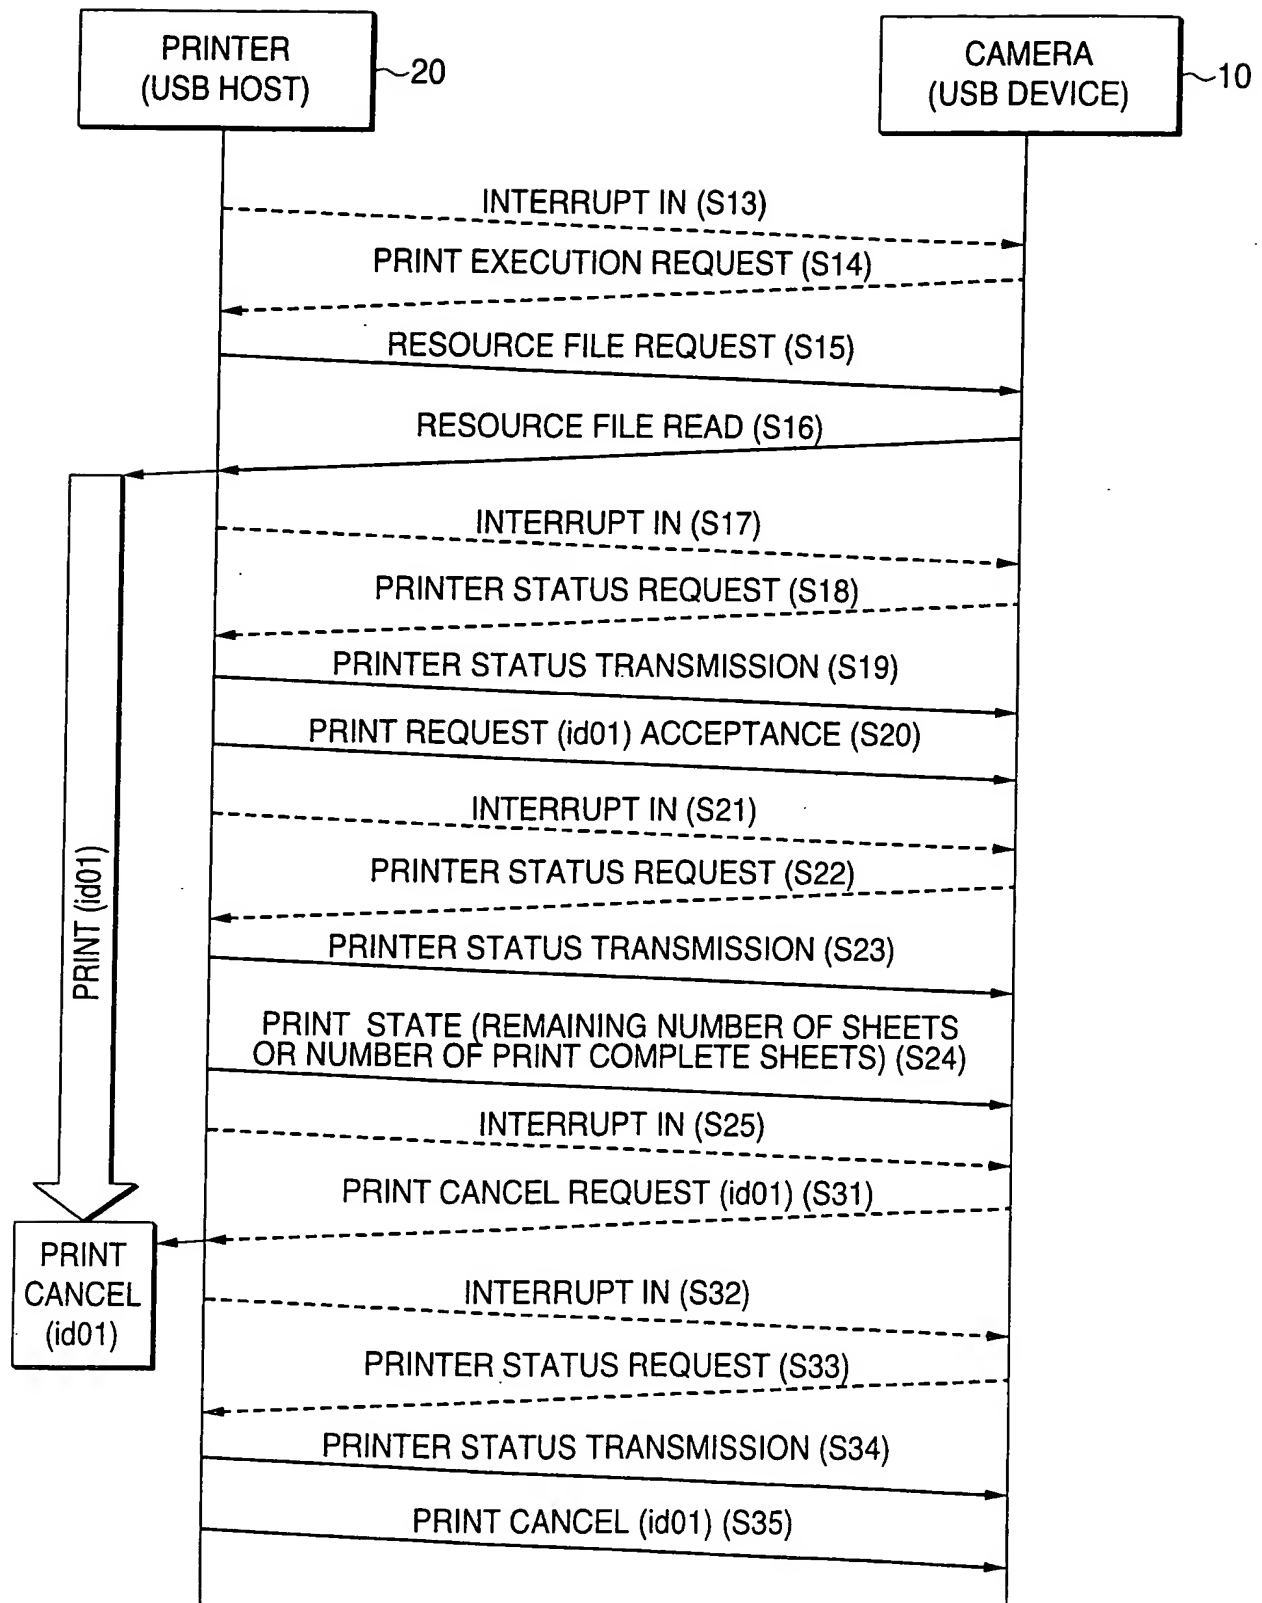 PRINTER
(USB HOST)
20
CAMERA
(USB DEVICE)
10
INTERRUPT IN (S13)
PRINT EXECUTION REQUEST (S14)
RESOURCE FILE REQUEST (S15)
RESOURCE FILE READ (S16)
INTERRUPT IN (S17)
PRINTER STATUS REQUEST (S18)
PRINTER STATUS TRANSMISSION (S19)
PRINT REQUEST (id01) ACCEPTANCE (S20)
INTERRUPT IN (S21)
PRINTER STATUS REQUEST (S22)
PRINT (id01)
PRINTER STATUS TRANSMISSION (S23)
PRINT STATE (REMAINING NUMBER OF SHEETS
OR NUMBER OF PRINT COMPLETE SHEETS) (S24)
INTERRUPT IN (S25)
PRINT CANCEL REQUEST (id01) (S31)
PRINT
CANCEL
(id01)
INTERRUPT IN (S32)
PRINTER STATUS REQUEST (S33)
PRINTER STATUS TRANSMISSION (S34)
PRINT CANCEL (id01) (S35)